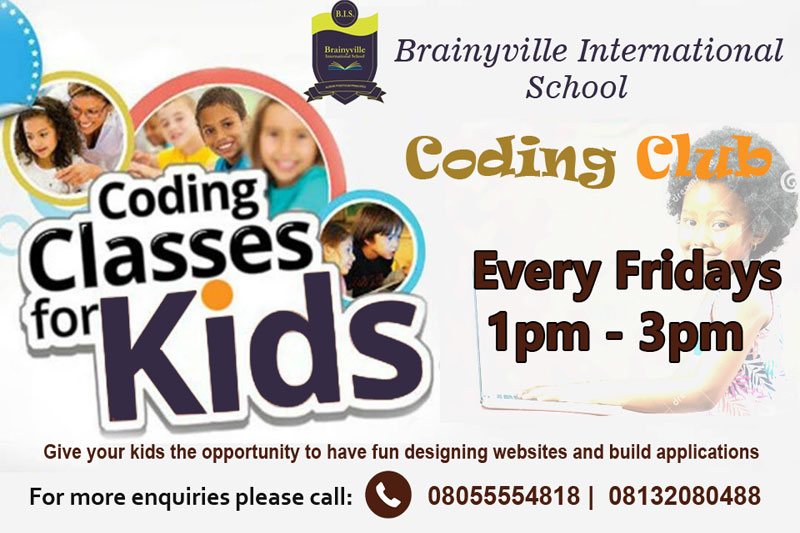 B.I.S.
Brainyville
International School
Brainyville International
School
Coding Club
Coding
Classes
for Kids
Every Fridays
1pm - 3pm
Give your kids the opportunity to have fun designing websites and build applications
For more enquiries please call: 08055554818 | 08132080488